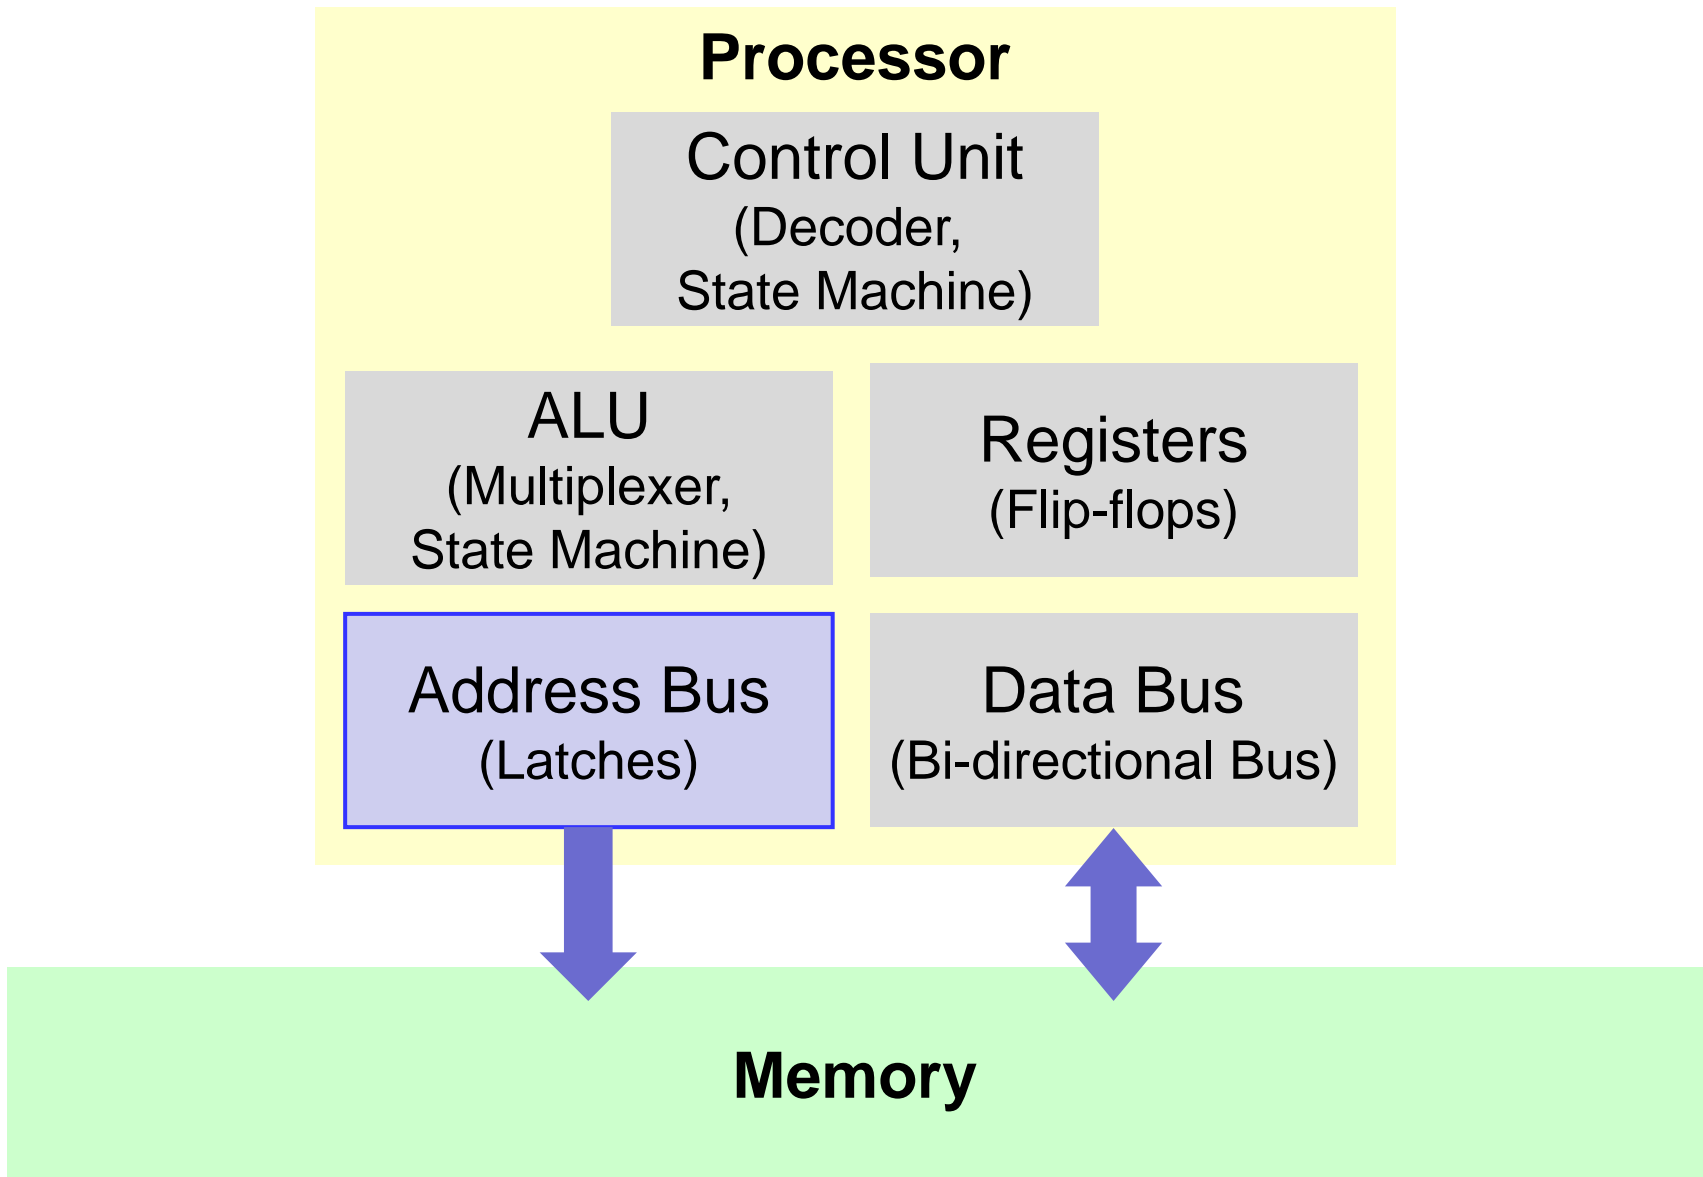 Processor
Control Unit
(Decoder,
State Machine)
ALU
(Multiplexer,
State Machine)
Registers
(Flip-flops)
Address Bus
(Latches)
Data Bus
(Bi-directional Bus)
Memory